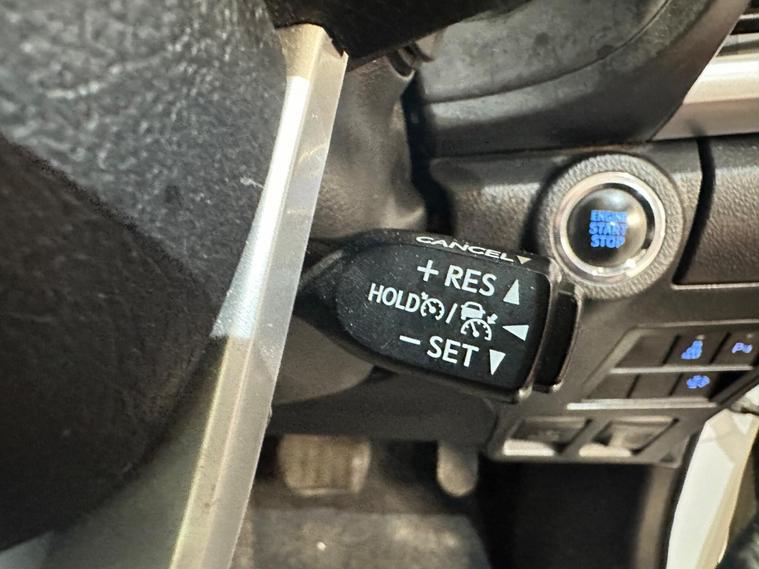 CANCEL▼
+ RES ▲
HOLD / ◀
− SET ▼
ENGINE
START
STOP